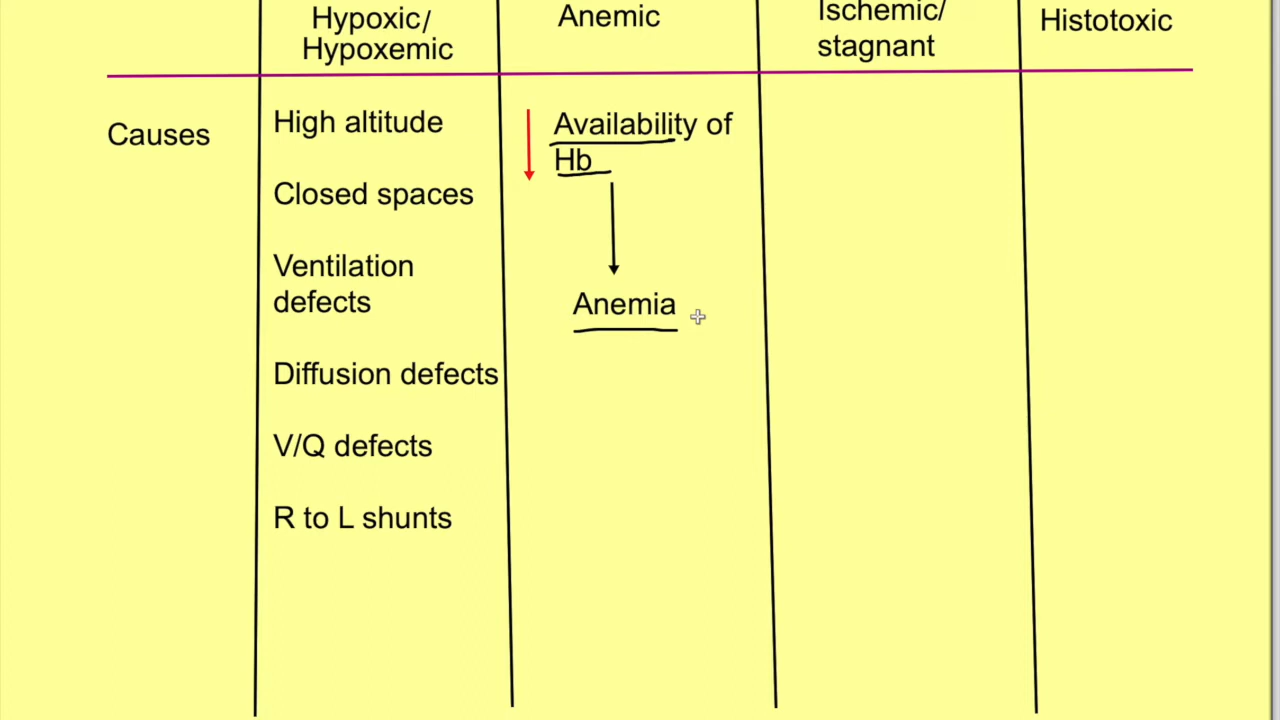 Hypoxic/
Hypoxemic
Anemic
Ischemic/
stagnant
Histotoxic
Causes
High altitude
Closed spaces
Ventilation
defects
Diffusion defects
V/Q defects
R to L shunts
Availability of
Hb
Anemia